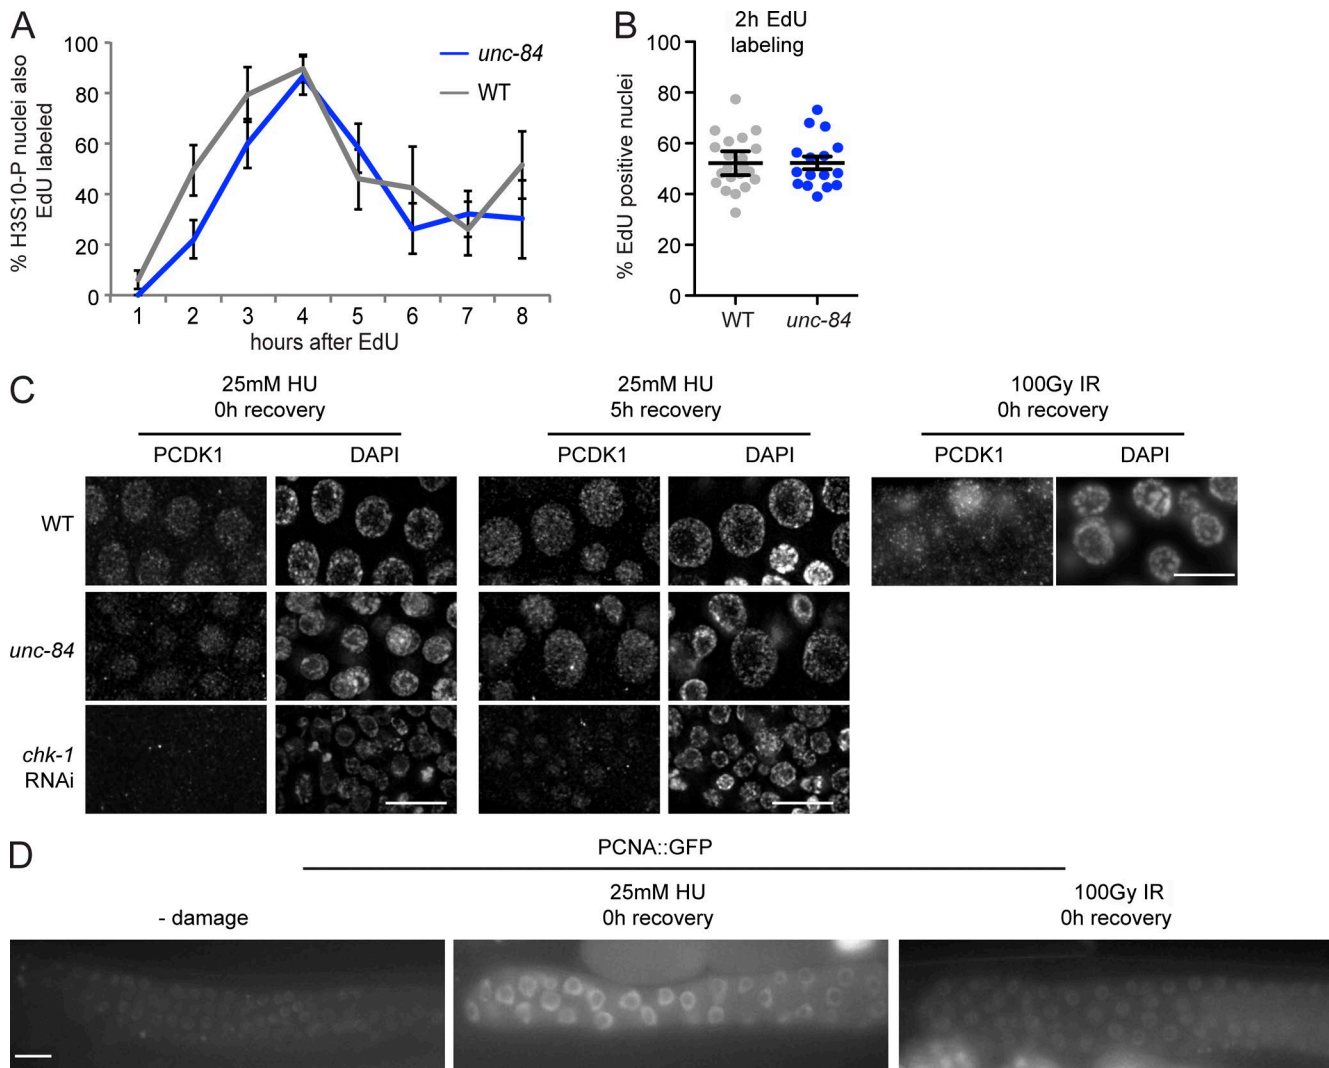 A
% H3S10-P nuclei also
EdU labeled
100
80
60
40
20
0
1 2 3 4 5 6 7 8
hours after EdU
unc-84
WT
B
2h EdU
labeling
% EdU positive nuclei
100
80
60
40
20
0
WT unc-84
C
25mM HU
0h recovery
25mM HU
5h recovery
100Gy IR
0h recovery
PCDK1 DAPI PCDK1 DAPI PCDK1 DAPI
WT
unc-84
chk-1
RNAi
D
PCNA::GFP
- damage
25mM HU
0h recovery
100Gy IR
0h recovery